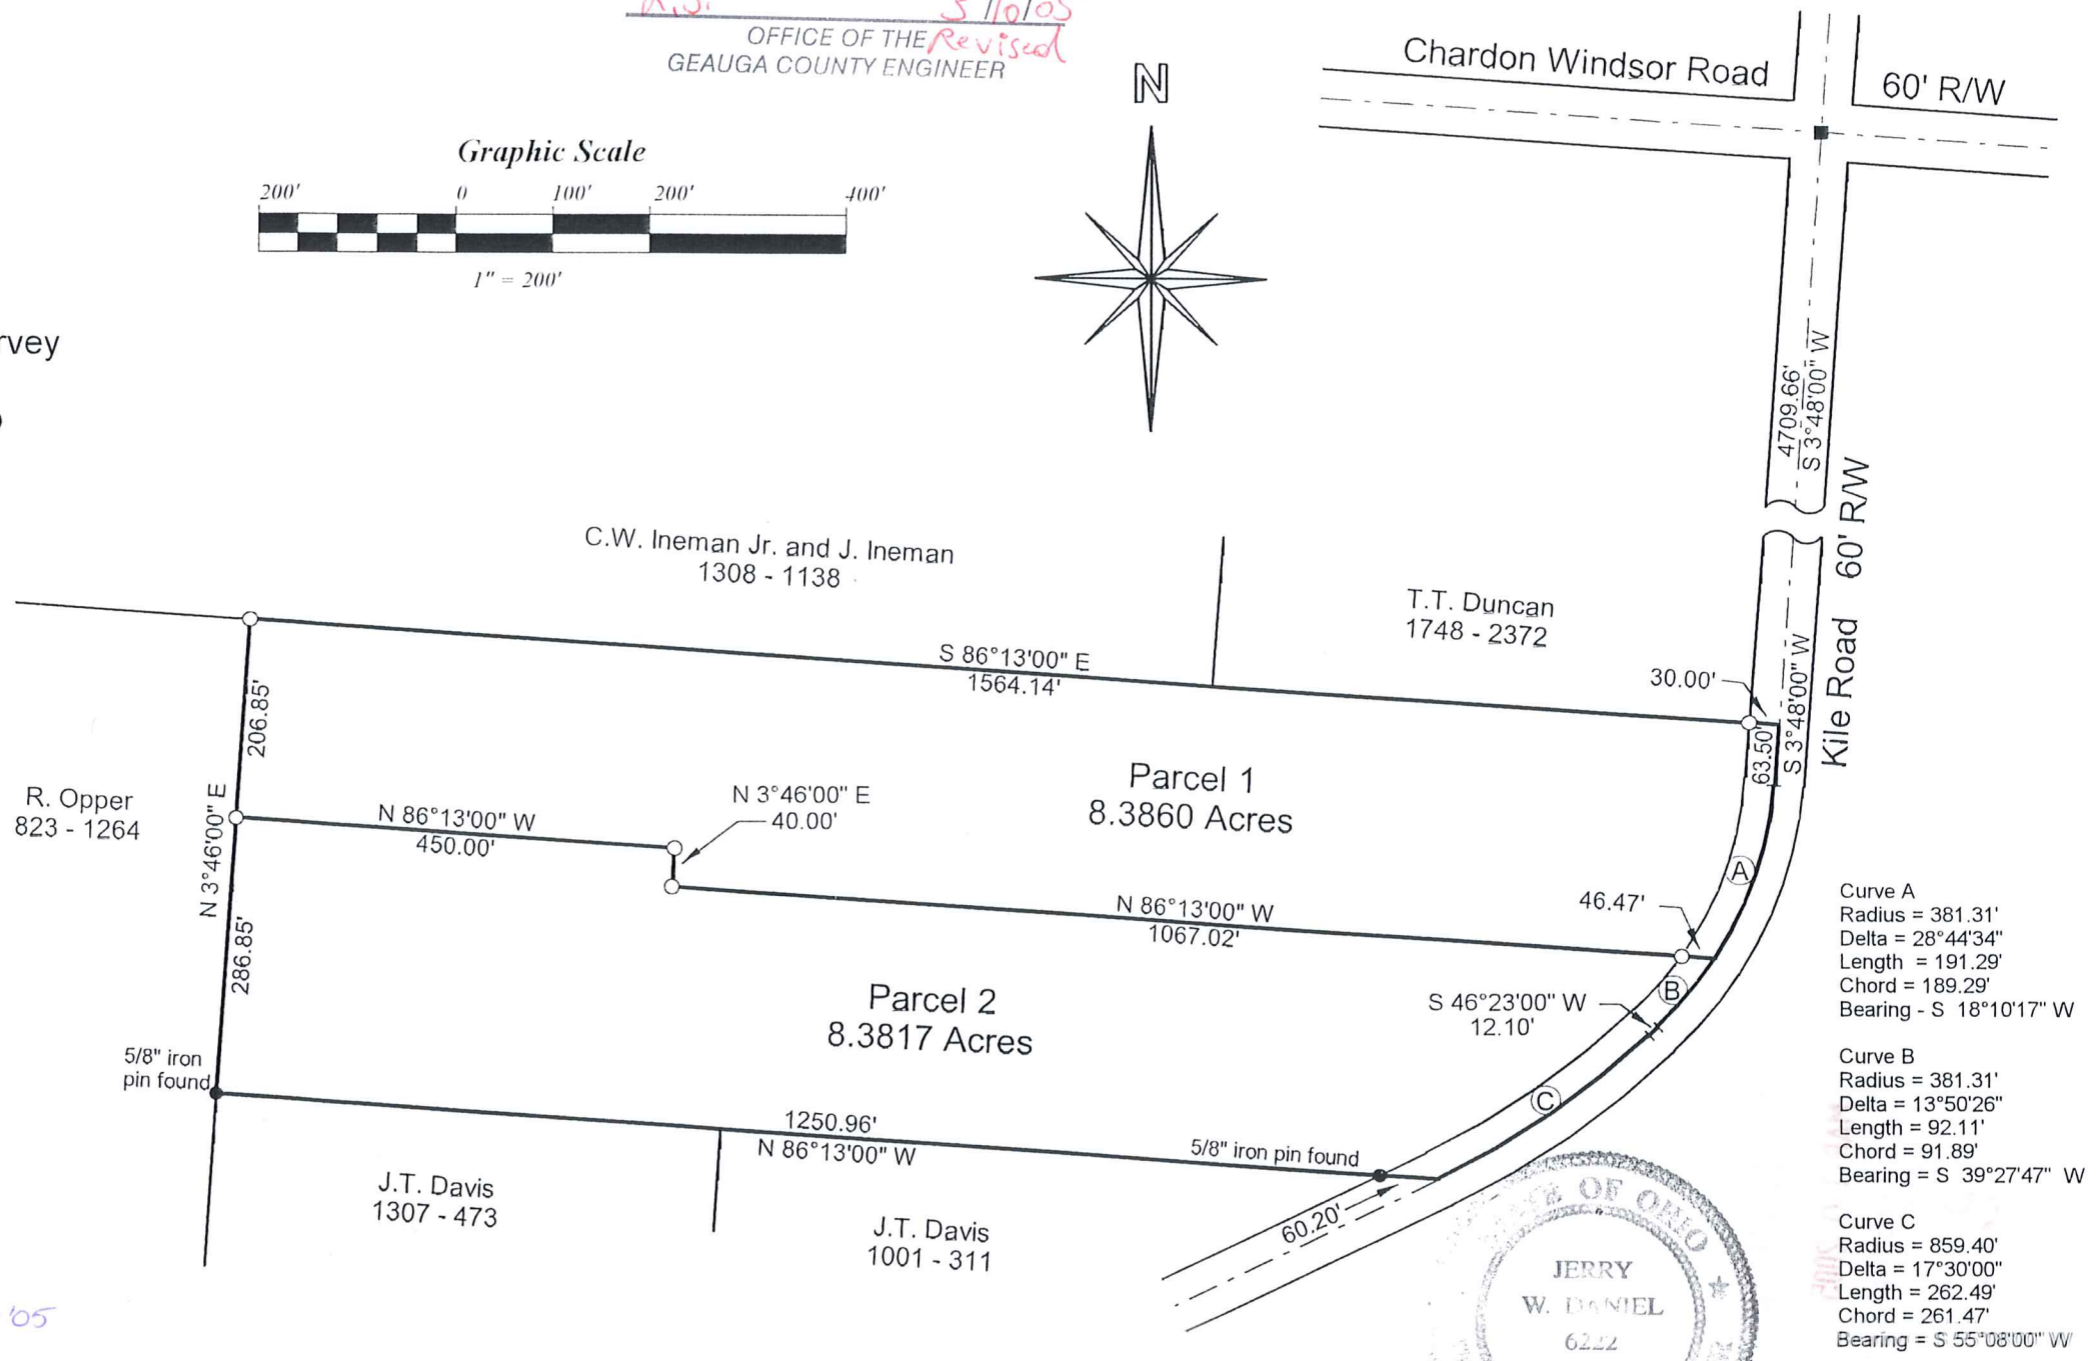 OFFICE OF THE Revised
GEAUGA COUNTY ENGINEER
N
Chardon Windsor Road
60' R/W
Graphic Scale
200' 0 100' 200' 400'
1" = 200'
rvey
4709.66'
S 3°48'00" W
Kile Road 60' R/W
C.W. Ineman Jr. and J. Ineman
1308 - 1138
T.T. Duncan
1748 - 2372
S 86°13'00" E
1564.14'
30.00'
63.50'
S 3°48'00" W
206.85'
N 3°46'00" E
286.85'
R. Opper
823 - 1264
N 86°13'00" W
450.00'
N 3°46'00" E
40.00'
Parcel 1
8.3860 Acres
A
N 86°13'00" W
1067.02'
46.47'
B
Parcel 2
8.3817 Acres
S 46°23'00" W
12.10'
C
5/8" iron
pin found
1250.96'
N 86°13'00" W
5/8" iron pin found
60.20'
J.T. Davis
1307 - 473
J.T. Davis
1001 - 311
Curve A
Radius = 381.31'
Delta = 28°44'34"
Length = 191.29'
Chord = 189.29'
Bearing - S 18°10'17" W
Curve B
Radius = 381.31'
Delta = 13°50'26"
Length = 92.11'
Chord = 91.89'
Bearing = S 39°27'47" W
Curve C
Radius = 859.40'
Delta = 17°30'00"
Length = 262.49'
Chord = 261.47'
Bearing = S 55°08'00" W
OF OHIO
JERRY
W. DANIEL
6222
'05